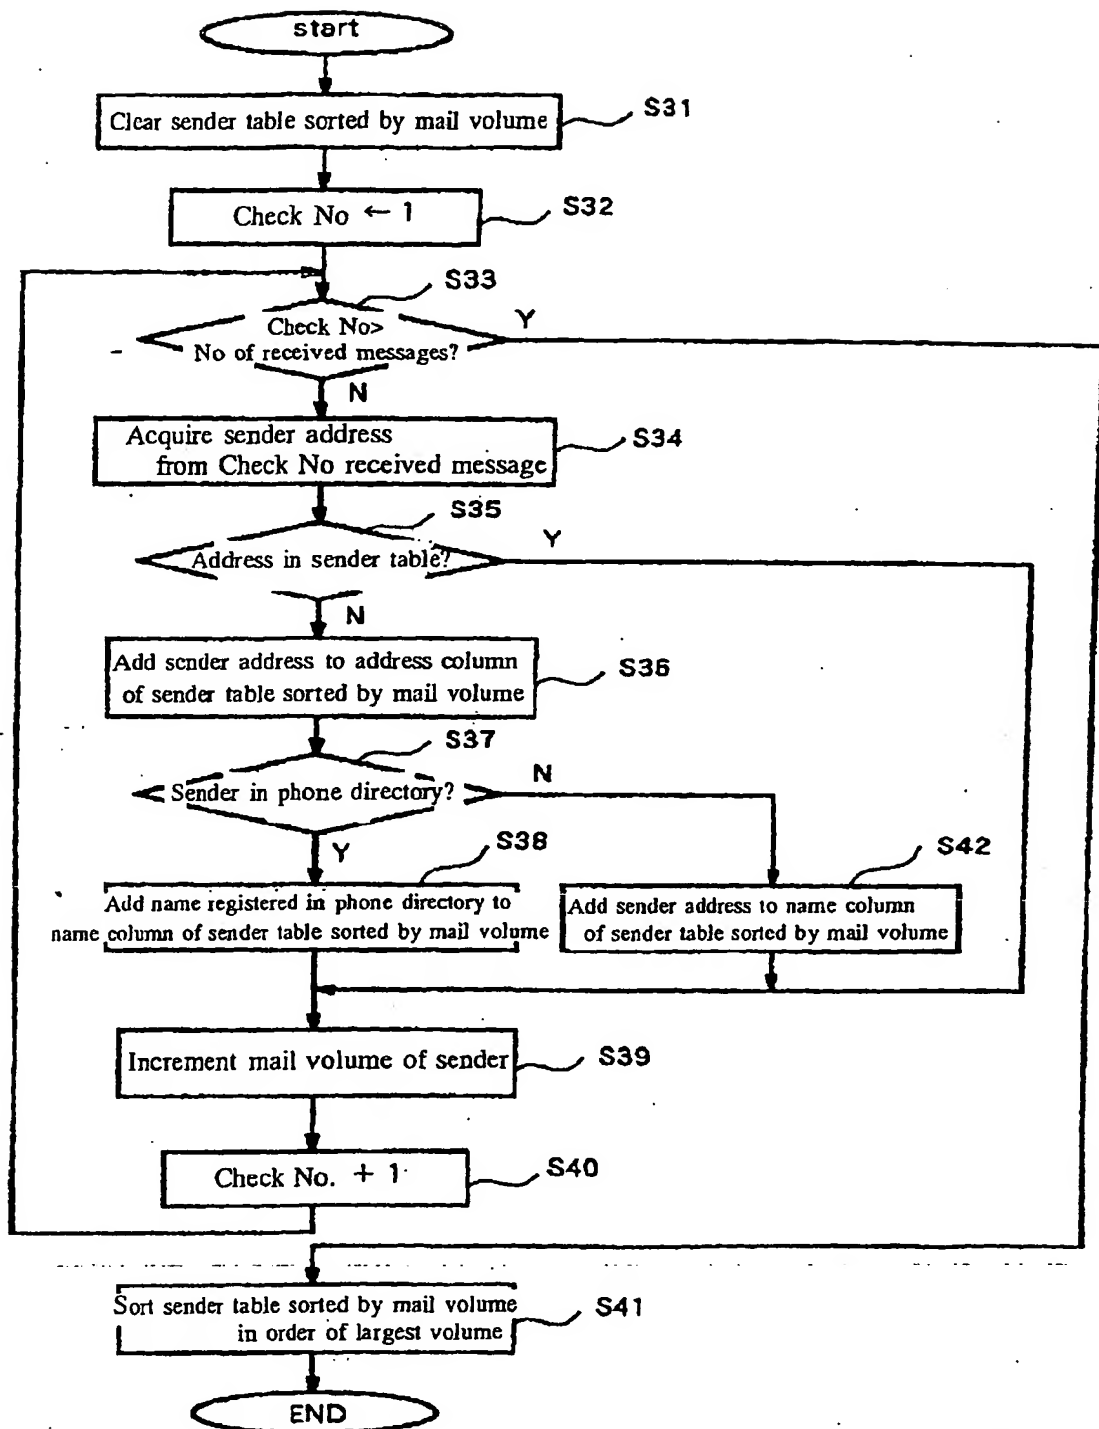 start
Clear sender table sorted by mail volume
S31
Check No ← 1
S32
S33
Check No>
No of received messages?
Y
N
Acquire sender address
from Check No received message
S34
S35
Address in sender table?
Y
N
Add sender address to address column
of sender table sorted by mail volume
S36
S37
Sender in phone directory?
N
Y
S38
Add name registered in phone directory to
name column of sender table sorted by mail volume
S42
Add sender address to name column
of sender table sorted by mail volume
Increment mail volume of sender
S39
Check No. + 1
S40
Sort sender table sorted by mail volume
in order of largest volume
S41
END